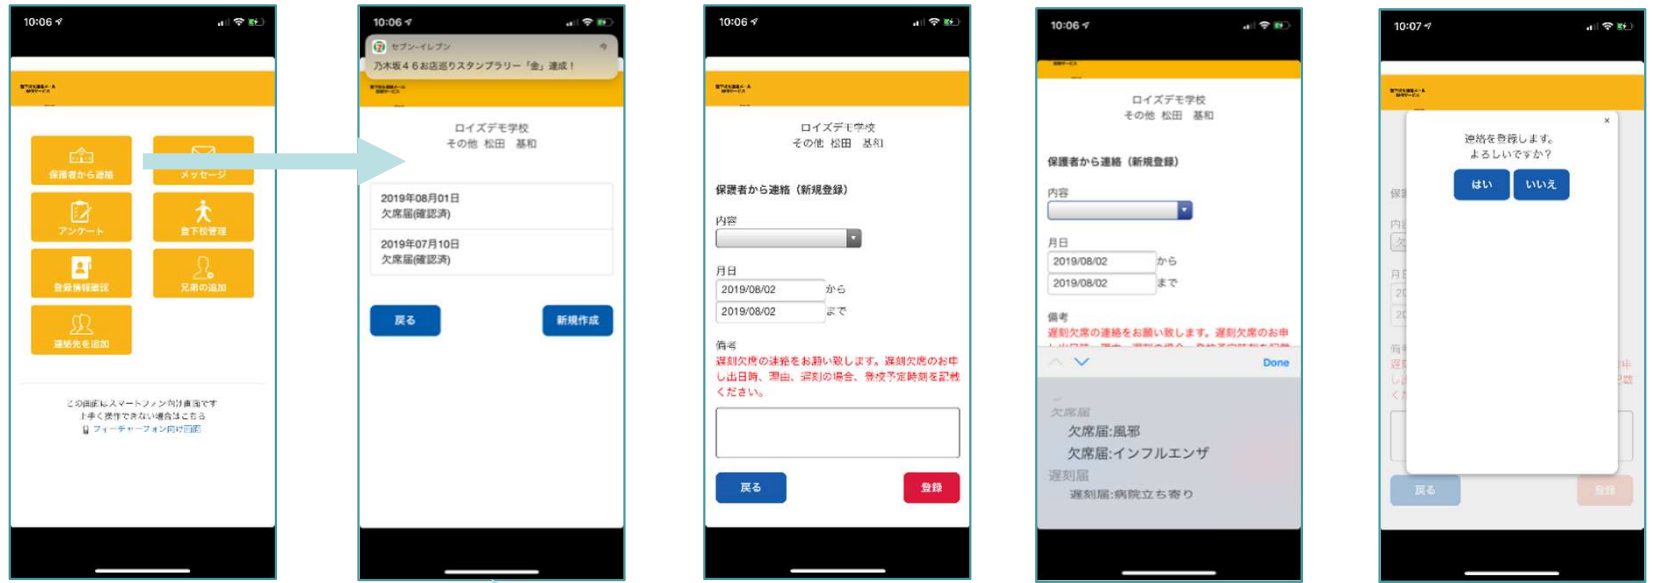 10:06
保護者から連絡
メッセージ
アンケート
登下校管理
登録情報確認
兄弟の追加
連絡先を追加
この画面はスマートフォン向け画面です
上手く操作できない場合はこちら
フィーチャーフォン向け画面
10:06
セブン-イレブン
今
乃木坂46お店巡りスタンプラリー「金」達成！
ロイズデモ学校
その他 松田 基和
2019年08月01日
欠席届(確認済)
2019年07月10日
欠席届(確認済)
戻る
新規作成
10:06
ロイズデモ学校
その他 松田 基和
保護者から連絡（新規登録）
内容
月日
2019/08/02 から
2019/08/02 まで
備考
遅刻欠席の連絡をお願い致します。遅刻欠席のお申
し出日時、理由、遅刻の場合、登校予定時刻を記載
ください。
戻る
登録
10:06
ロイズデモ学校
その他 松田 基和
保護者から連絡（新規登録）
内容
月日
2019/08/02 から
2019/08/02 まで
備考
遅刻欠席の連絡をお願い致します。遅刻欠席のお申
Done
欠席届
欠席届:風邪
欠席届:インフルエンザ
遅刻届
遅刻届:病院立ち寄り
10:07
×
連絡を登録します。
よろしいですか？
はい
いいえ
戻る
登録